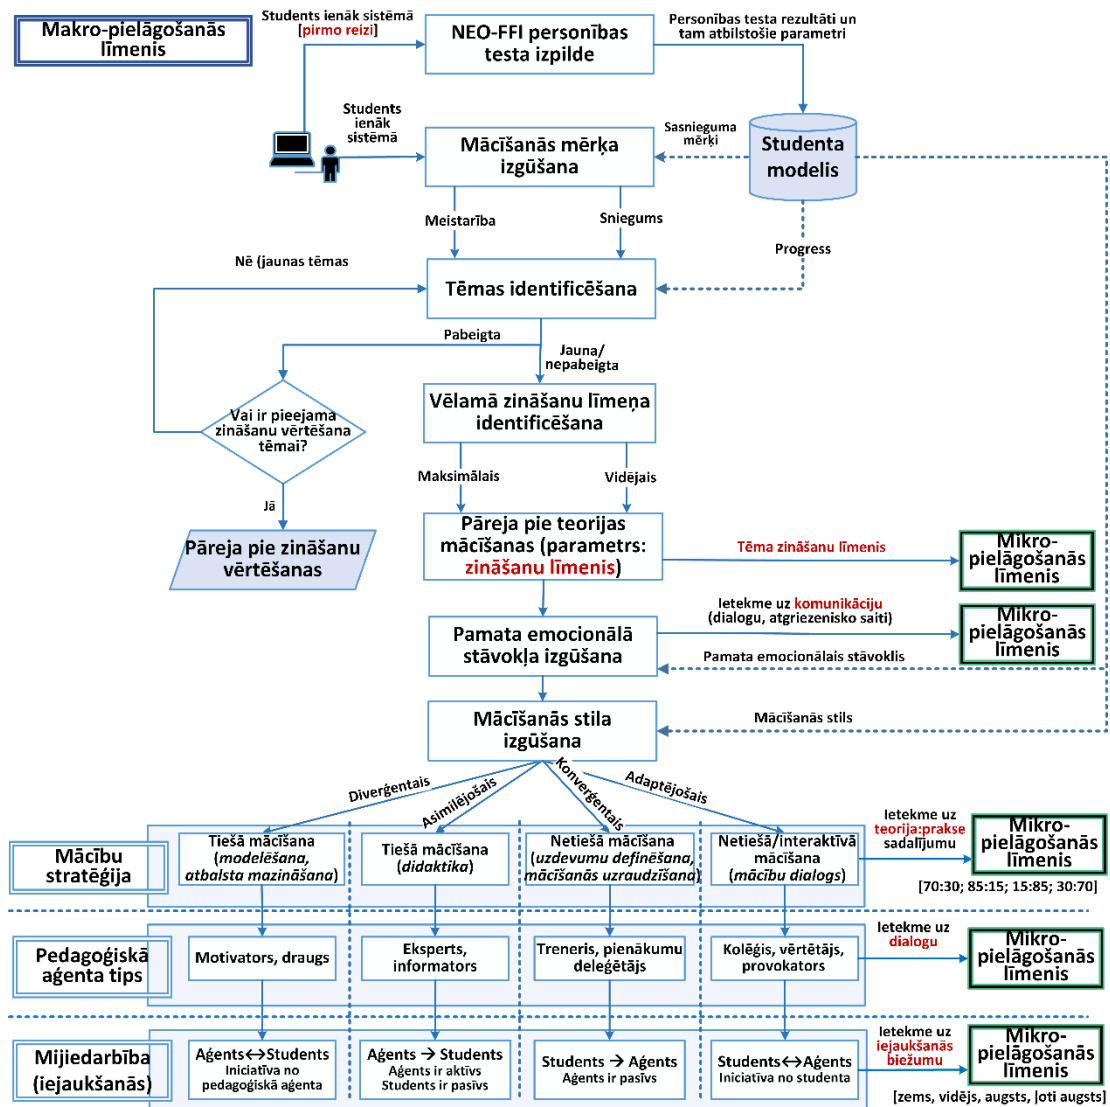 Makro-pielāgošanās
līmenis
Students ienāk sistēmā
[pirmo reizi]
NEO-FFI personības
testa izpilde
Personības testa rezultāti un
tam atbilstošie parametri
Students
ienāk
sistēmā
Mācīšanās mērķa
izgūšana
Sasnieguma
mērķi
Studenta
modelis
Meistarība
Sniegums
Progress
Nē (jaunas tēmas
Tēmas identificēšana
Pabeigta
Jauna/
nepabeigta
Vai ir pieejama
zināšanu vērtēšana
tēmai?
Vēlamā zināšanu līmeņa
identificēšana
Maksimālais
Vidējais
Jā
Pāreja pie zināšanu
vērtēšanas
Pāreja pie teorijas
mācīšanas (parametrs:
zināšanu līmenis)
Tēma zināšanu līmenis
Mikro-
pielāgošanās
līmenis
Ietekme uz komunikāciju
(dialogu, atgriezenisko saiti)
Mikro-
pielāgošanās
līmenis
Pamata emocionālā
stāvokļa izgūšana
Pamata emocionālais stāvoklis
Mācīšanās stila
izgūšana
Mācīšanās stils
Diverģentais
Asimilējošais
Konverģentais
Adaptējošais
Mācību
stratēģija
Tiešā mācīšana
(modelēšana,
atbalsta mazināšana)
Tiešā mācīšana
(didaktika)
Netiešā mācīšana
(uzdevumu definēšana,
mācīšanās uzraudzīšana)
Netiešā/interaktīvā
mācīšana
(mācību dialogs)
Ietekme uz
teorija:prakse
sadalījumu
Mikro-
pielāgošanās
līmenis
[70:30; 85:15; 15:85; 30:70]
Pedagoģiskā
aģenta tips
Motivators, draugs
Eksperts,
informators
Treneris, pienākumu
deleģētājs
Kolēģis, vērtētājs,
provokators
Ietekme uz
dialogu
Mikro-
pielāgošanās
līmenis
Mijiedarbība
(iejaukšanās)
Aģents↔Students
Iniciatīva no
pedagoģiskā aģenta
Aģents → Students
Aģents ir aktīvs
Students ir pasīvs
Students → Aģents
Aģents ir pasīvs
Students↔Aģents
Iniciatīva no studenta
Ietekme uz
iejaukšanās
biežumu
Mikro-
pielāgošanās
līmenis
[zems, vidējs, augsts, ļoti augsts]